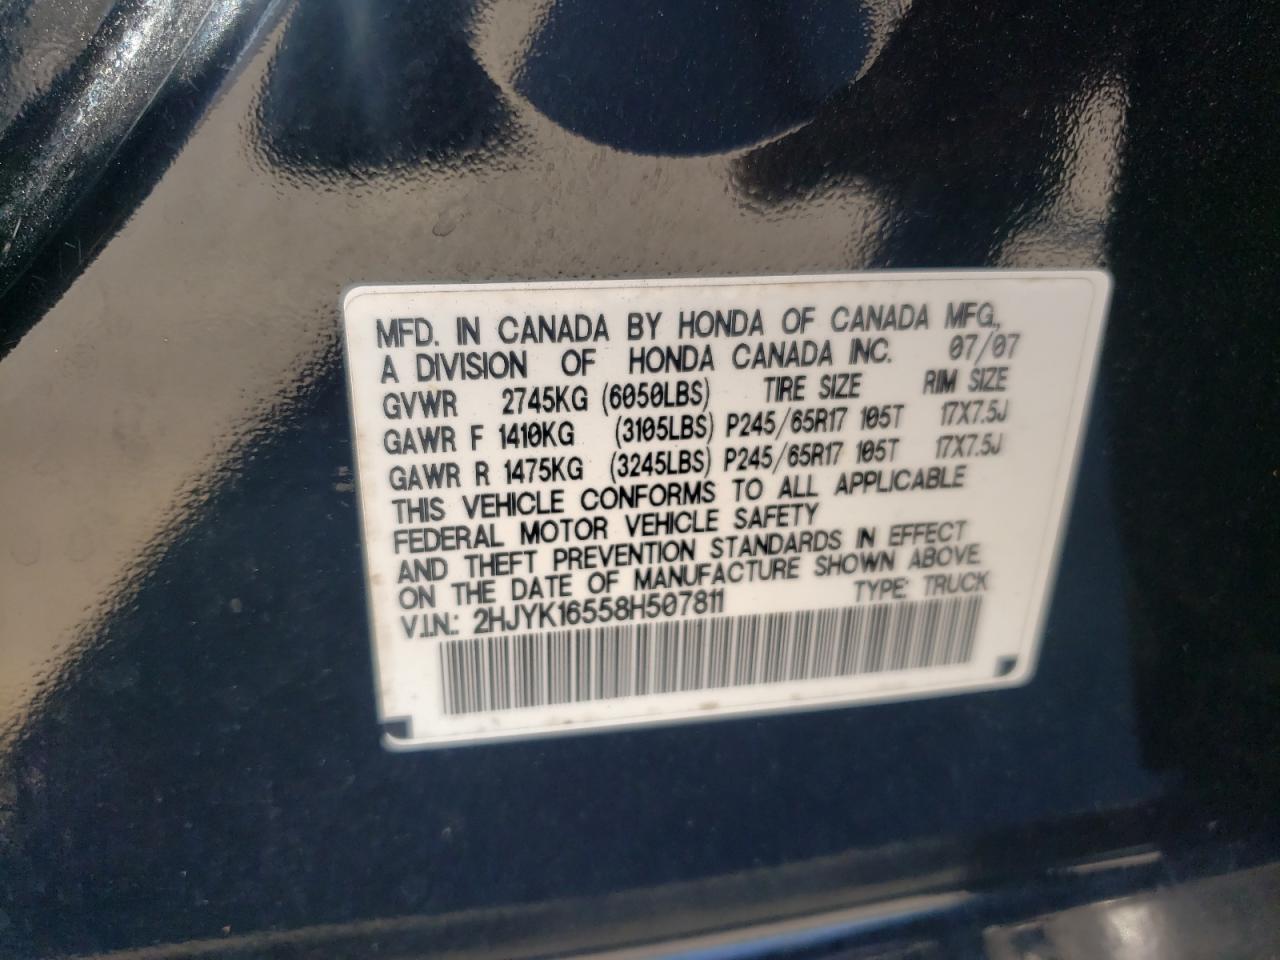 MFD. IN CANADA BY HONDA OF CANADA MFG.,
A DIVISION OF HONDA CANADA INC. 07/07
GVWR 2745KG (6050LBS) TIRE SIZE RIM SIZE
GAWR F 1410KG (3105LBS) P245/65R17 105T 17X7.5J
GAWR R 1475KG (3245LBS) P245/65R17 105T 17X7.5J
THIS VEHICLE CONFORMS TO ALL APPLICABLE
FEDERAL MOTOR VEHICLE SAFETY
AND THEFT PREVENTION STANDARDS IN EFFECT
ON THE DATE OF MANUFACTURE SHOWN ABOVE
V.I.N.: 2HJYK16558H507811 TYPE: TRUCK